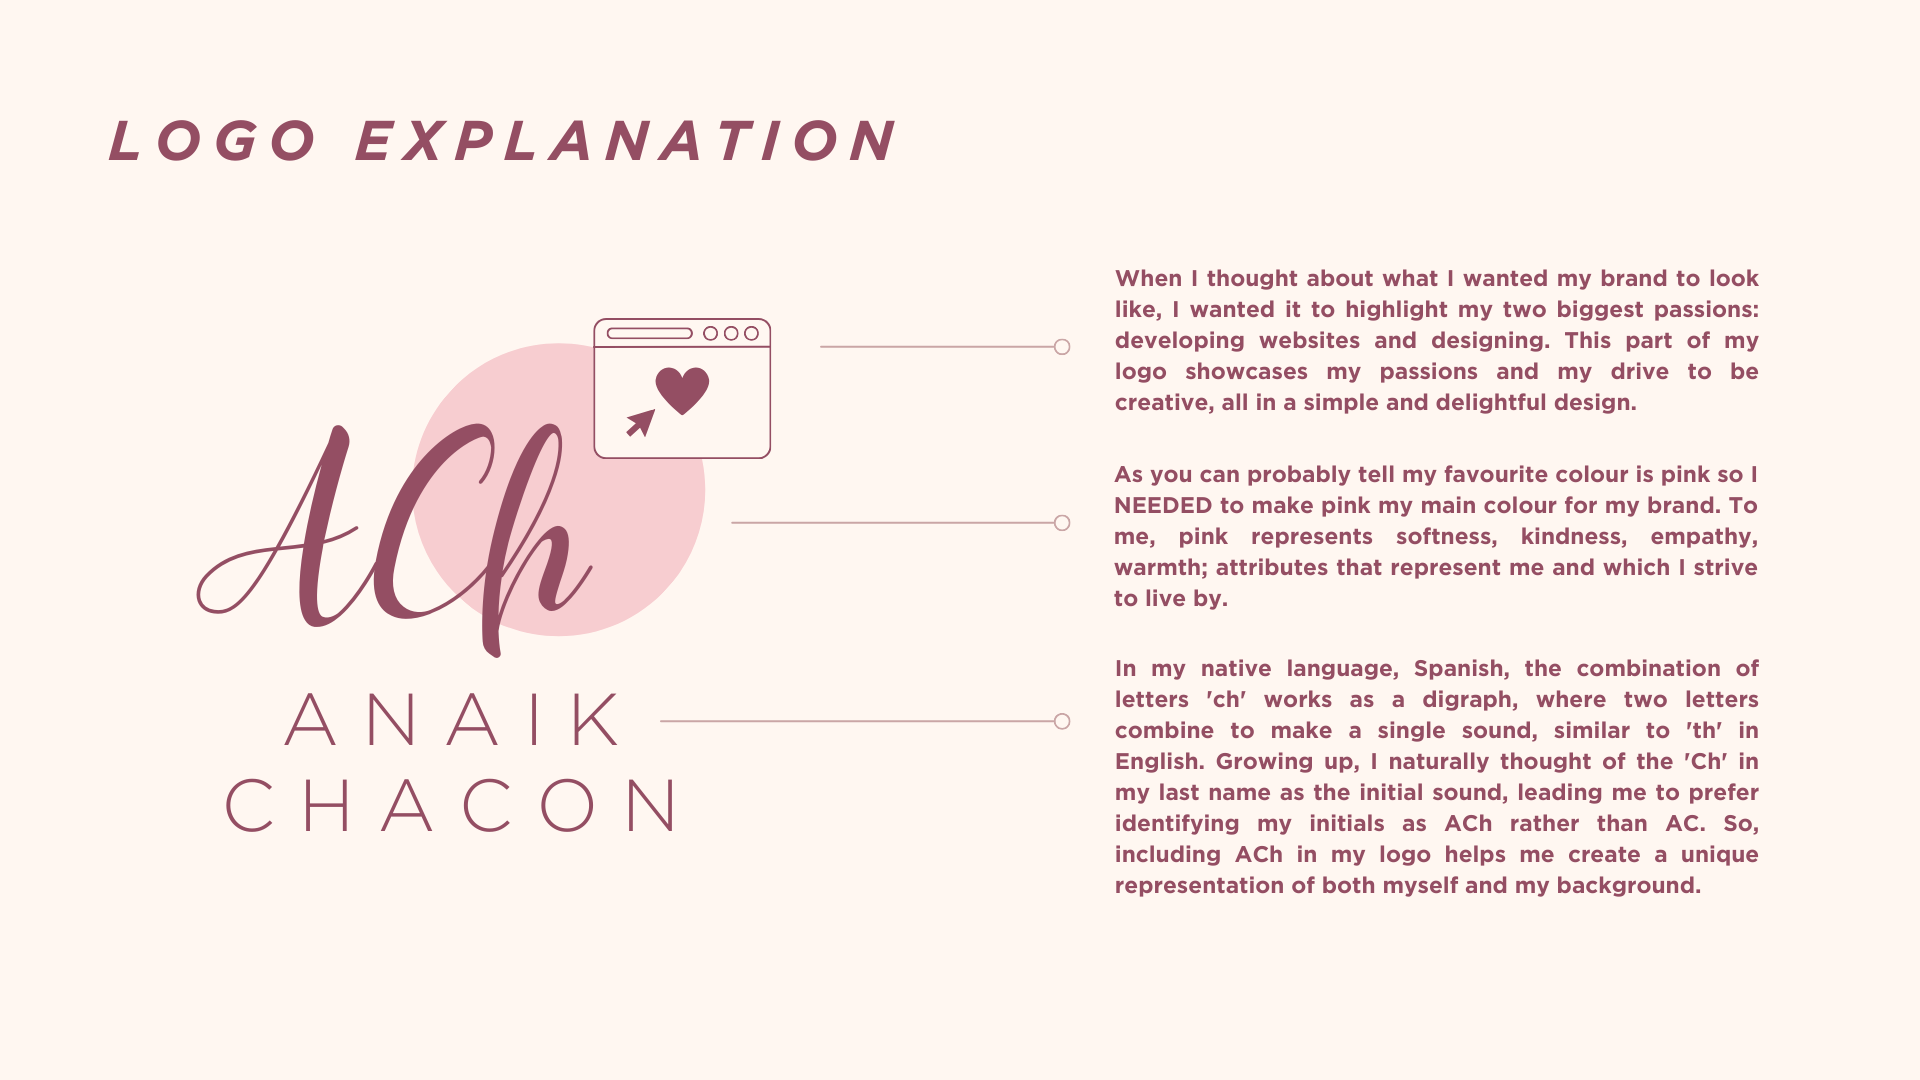 LOGO EXPLANATION
ACh
ANAIK
CHACON
When I thought about what I wanted my brand to look
like, I wanted it to highlight my two biggest passions:
developing websites and designing. This part of my
logo showcases my passions and my drive to be
creative, all in a simple and delightful design.
As you can probably tell my favourite colour is pink so I
NEEDED to make pink my main colour for my brand. To
me, pink represents softness, kindness, empathy,
warmth; attributes that represent me and which I strive
to live by.
In my native language, Spanish, the combination of
letters 'ch' works as a digraph, where two letters
combine to make a single sound, similar to 'th' in
English. Growing up, I naturally thought of the 'Ch' in
my last name as the initial sound, leading me to prefer
identifying my initials as ACh rather than AC. So,
including ACh in my logo helps me create a unique
representation of both myself and my background.